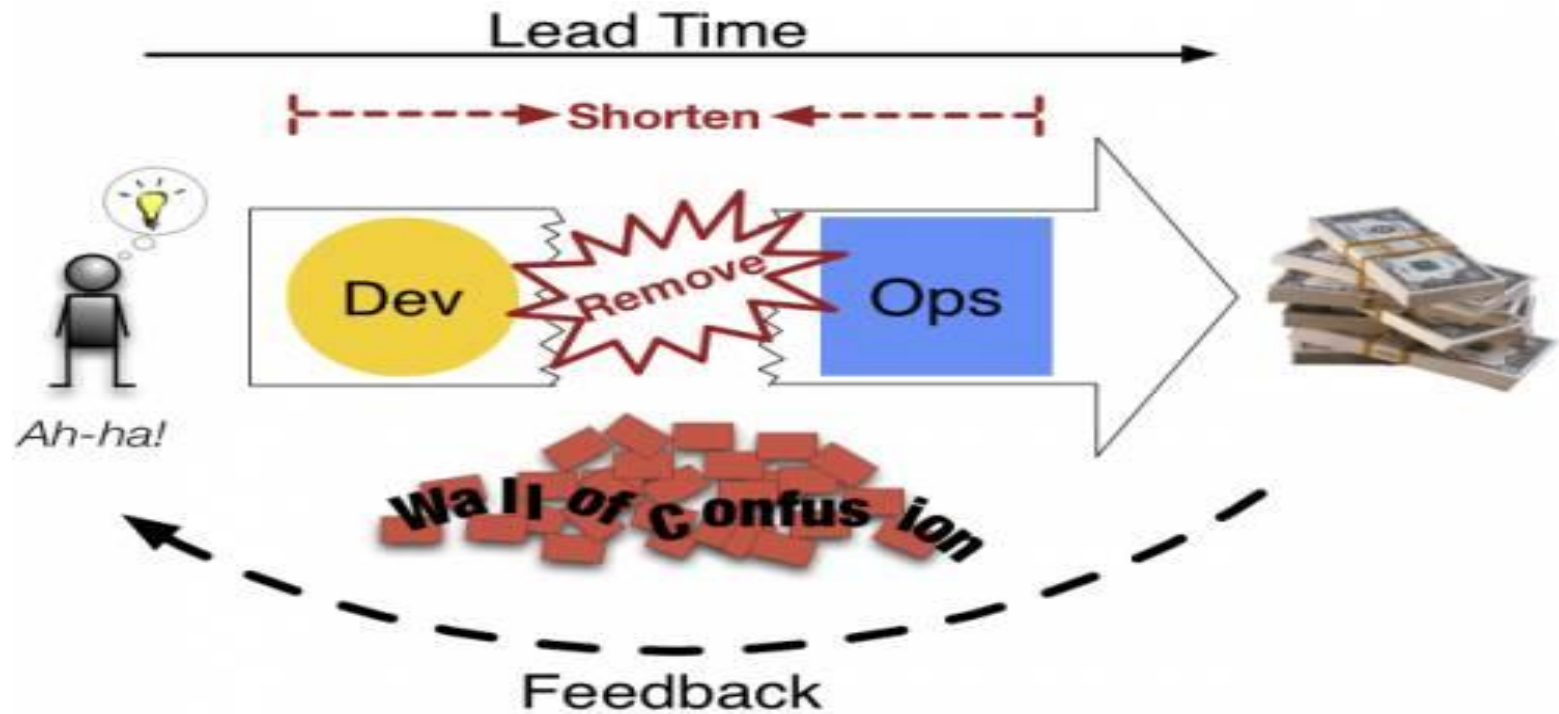 Lead Time
Shorten
Dev
Remove
Ops
Ah-ha!
Wall of Confusion
Feedback